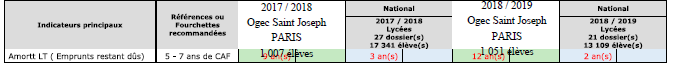 Indicateurs principaux
Références ou
Fourchettes
recommandées
2017 / 2018
Ogec Saint Joseph
PARIS
1 007 élèves
National
2017 / 2018
Lycées
27 dossier(s)
17 341 élève(s)
2018 / 2019
Ogec Saint Joseph
PARIS
1 051 élèves
National
2018 / 2019
Lycées
21 dossier(s)
13 109 élève(s)
Amortt LT ( Emprunts restant dûs)
5 - 7 ans de CAF
an(s)
3 an(s)
12 an(s)
2 an(s)